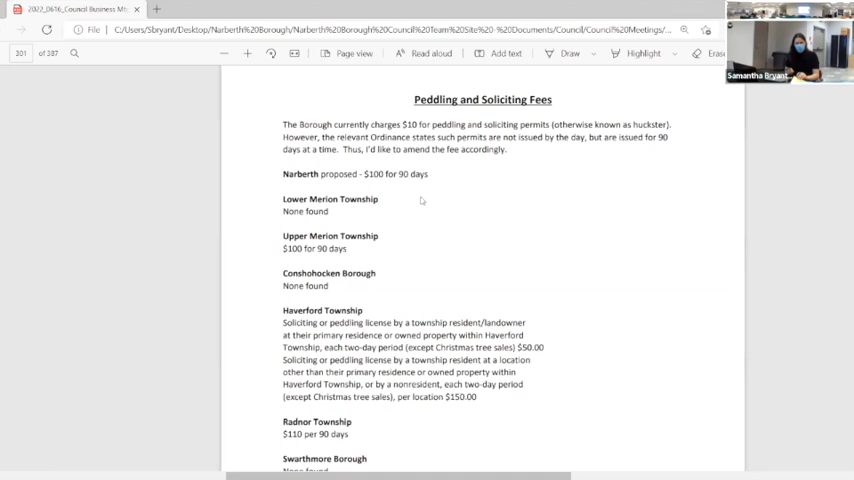 2022_0616_Council Business Mt
File
C:/Users/Sbryant/Desktop/Narberth%20Borough/Narberth%20Borough%20Council%20Team%20Site%20-%20Documents/Council/Council%20Meetings/...
301 of 387
Page view
Read aloud
Add text
Draw
Highlight
Eras
Samantha Bryant
Peddling and Soliciting Fees
The Borough currently charges $10 for peddling and soliciting permits (otherwise known as huckster).
However, the relevant Ordinance states such permits are not issued by the day, but are issued for 90
days at a time. Thus, I'd like to amend the fee accordingly.
Narberth proposed - $100 for 90 days
Lower Merion Township
None found
Upper Merion Township
$100 for 90 days
Conshohocken Borough
None found
Haverford Township
Soliciting or peddling license by a township resident/landowner
at their primary residence or owned property within Haverford
Township, each two-day period (except Christmas tree sales) $50.00
Soliciting or peddling license by a township resident at a location
other than their primary residence or owned property within
Haverford Township, or by a nonresident, each two-day period
(except Christmas tree sales), per location $150.00
Radnor Township
$110 per 90 days
Swarthmore Borough
None found